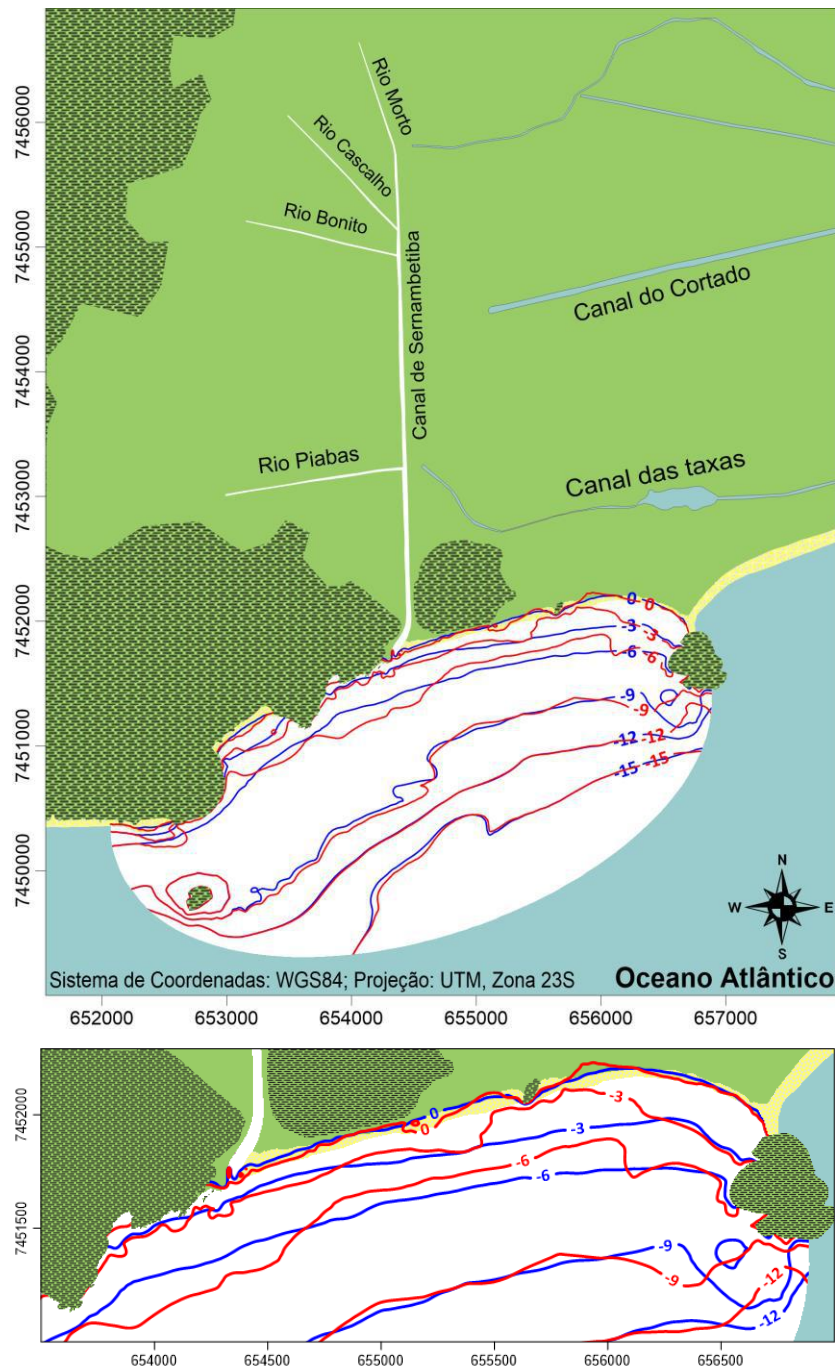 7456000
7455000
7454000
7453000
7452000
7451000
7450000
Rio Morto
Rio Cascalho
Rio Bonito
Canal de Sernambetiba
Canal do Cortado
Rio Piabas
Canal das taxas
0
0
-3
-3
-6
-6
-9
-9
-12
-12
-15
-15
N
W
E
S
Sistema de Coordenadas: WGS84; Projeção: UTM, Zona 23S
Oceano Atlântico
652000 653000 654000 655000 656000 657000
7452000
7451500
0
0
-3
-3
-6
-6
-9
-9
-12
-12
654000 654500 655000 655500 656000 656500